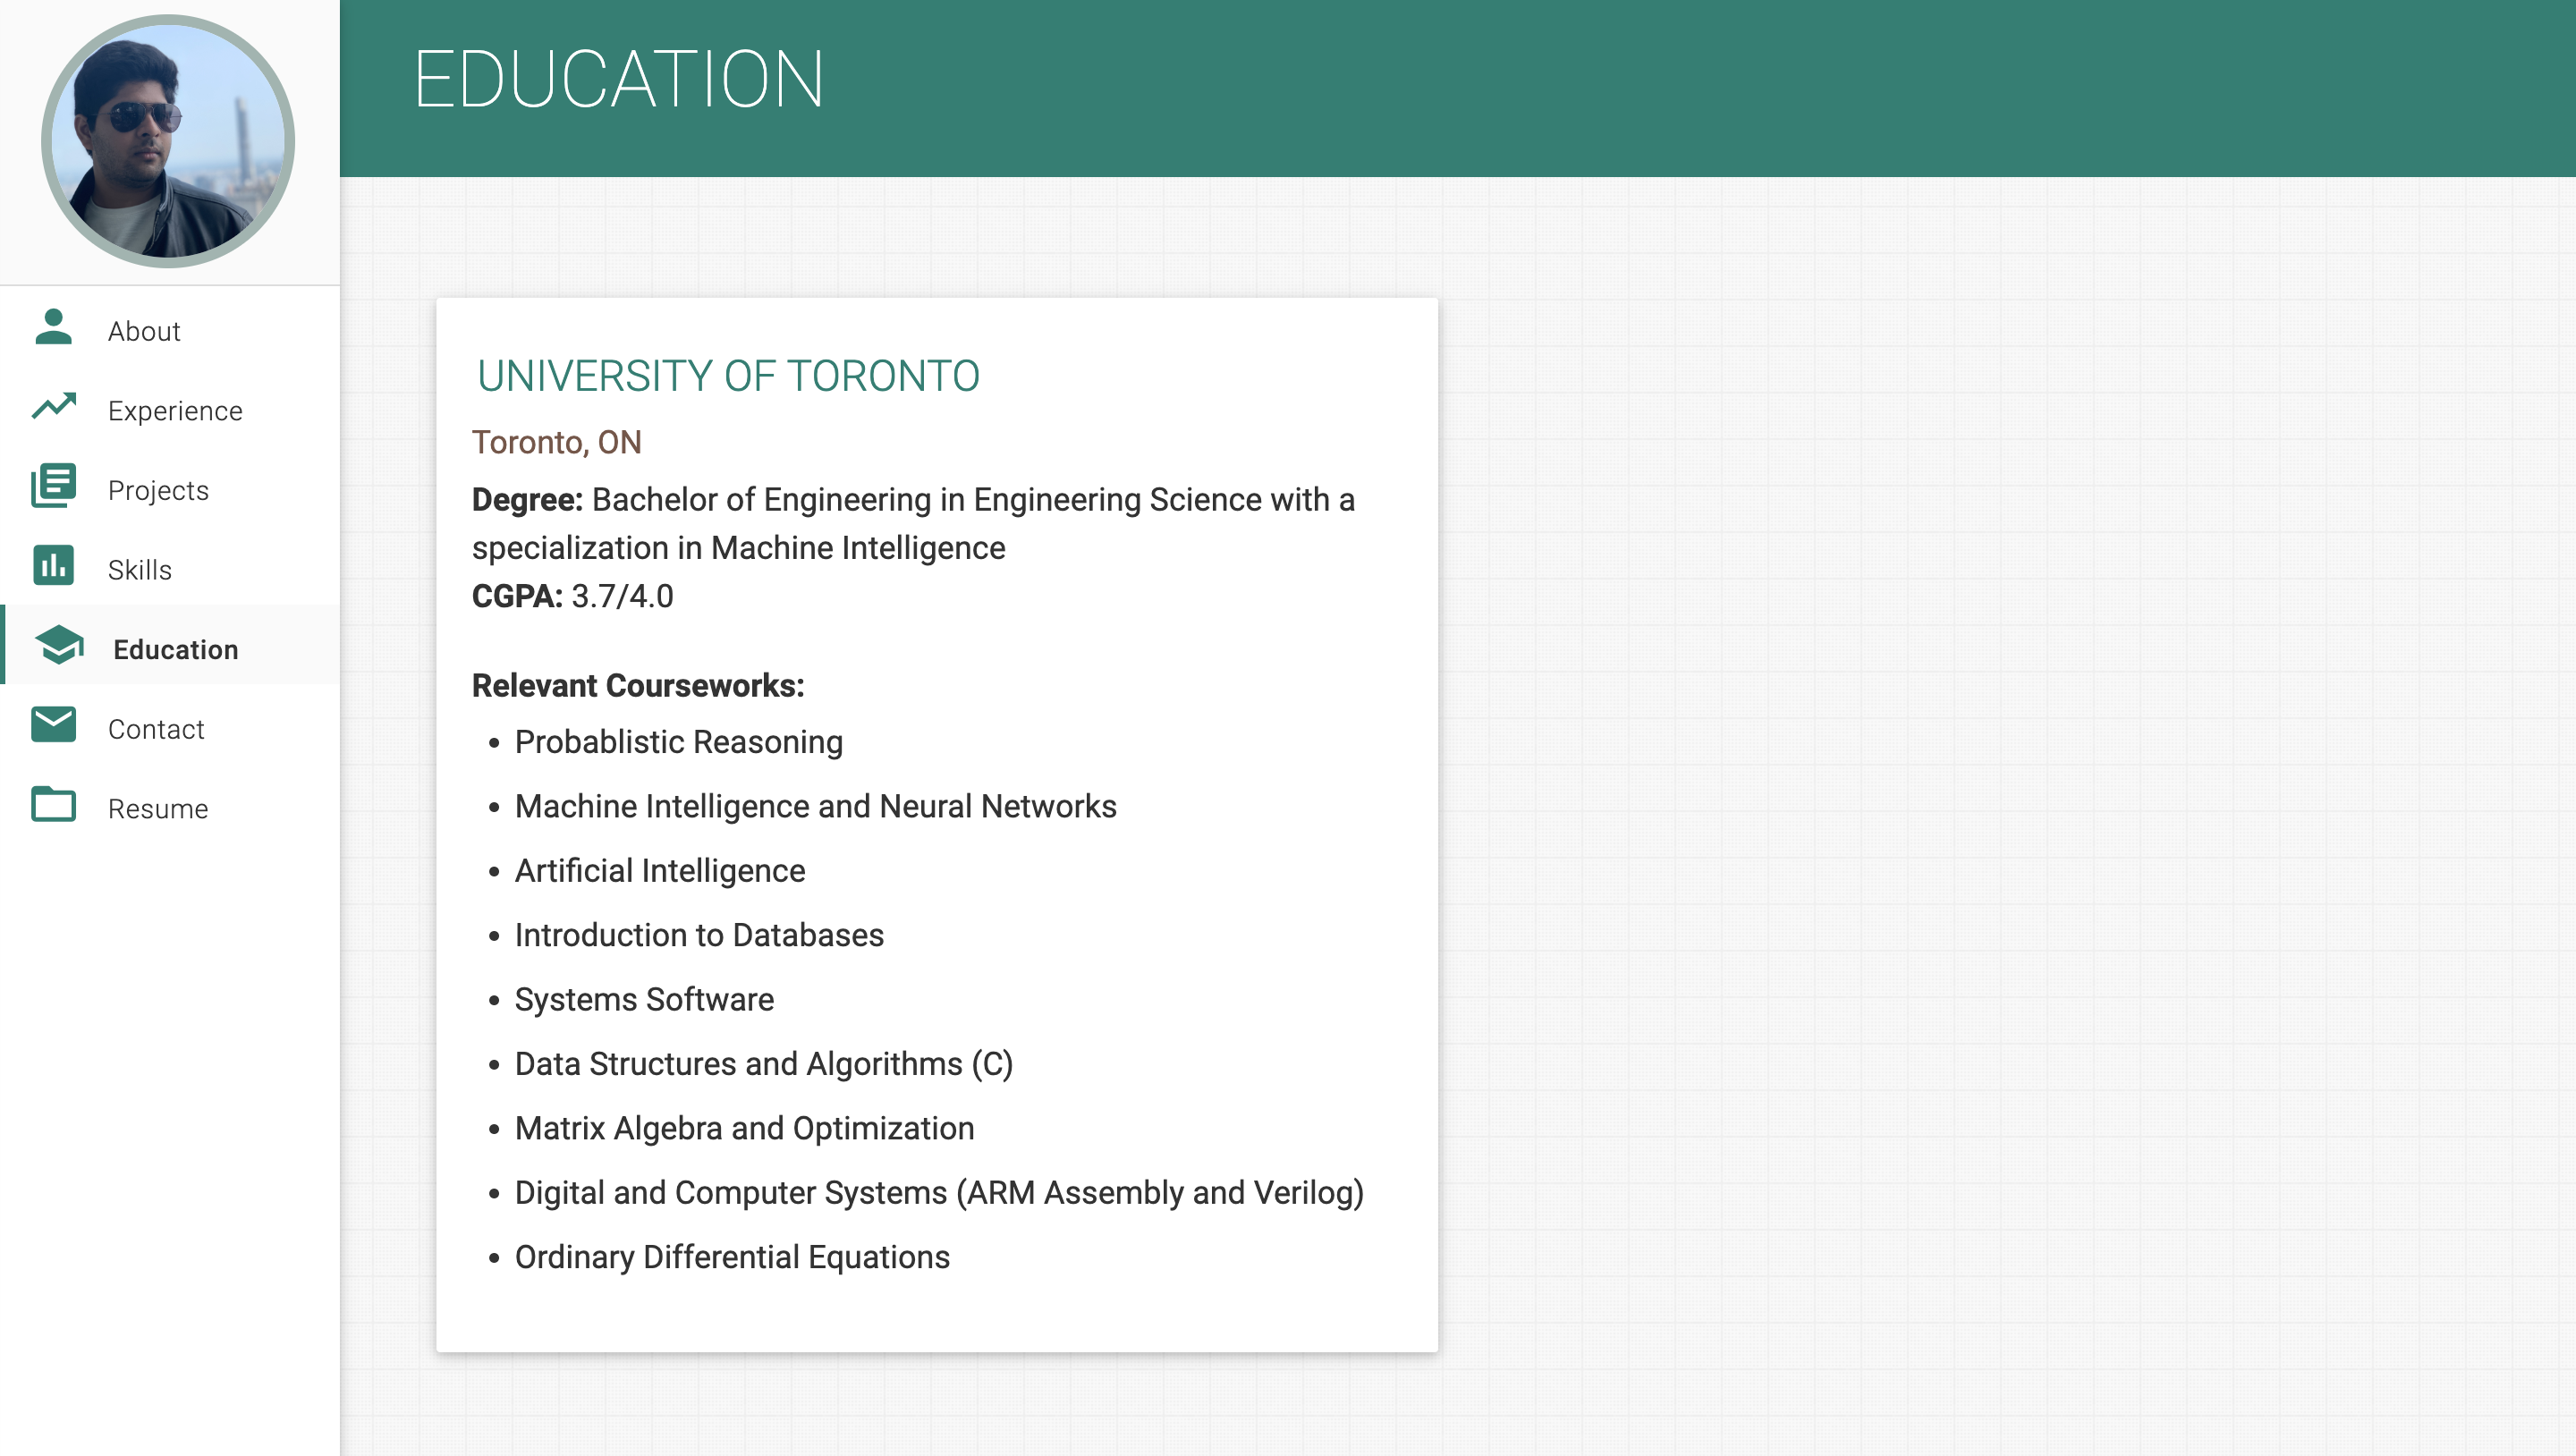 EDUCATION
About
Experience
Projects
Skills
Education
Contact
Resume
UNIVERSITY OF TORONTO
Toronto, ON
Degree: Bachelor of Engineering in Engineering Science with a
specialization in Machine Intelligence
CGPA: 3.7/4.0
Relevant Courseworks:
• Probablistic Reasoning
• Machine Intelligence and Neural Networks
• Artificial Intelligence
• Introduction to Databases
• Systems Software
• Data Structures and Algorithms (C)
• Matrix Algebra and Optimization
• Digital and Computer Systems (ARM Assembly and Verilog)
• Ordinary Differential Equations